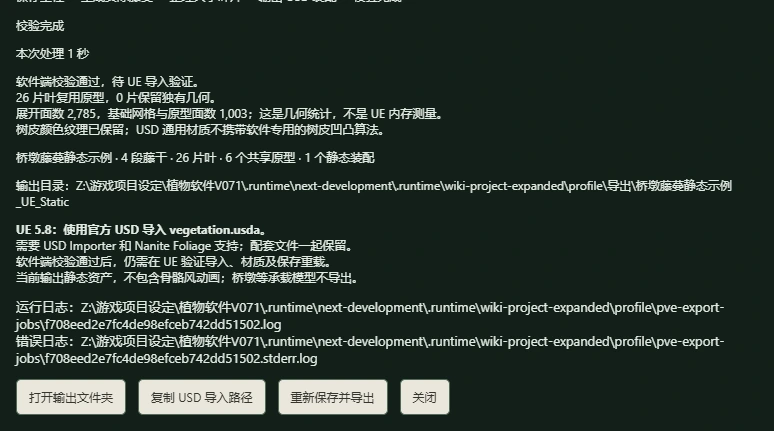 校验完成
本次处理 1 秒
软件端校验通过，待 UE 导入验证。
26 片叶复用原型，0 片保留独有几何。
展开面数 2,785，基础网格与原型面数 1,003；这是几何统计，不是 UE 内存测量。
树皮颜色纹理已保留；USD 通用材质不携带软件专用的树皮凹凸算法。
桥墩藤蔓静态示例 · 4 段藤干 · 26 片叶 · 6 个共享原型 · 1 个静态装配
输出目录：Z:\游戏项目设定\植物软件V071\.runtime\next-development\.runtime\wiki-project-expanded\profile\导出\桥墩藤蔓静态示例
_UE_Static
UE 5.8：使用官方 USD 导入 vegetation.usda。
需要 USD Importer 和 Nanite Foliage 支持；配套文件一起保留。
软件端校验通过后，仍需在 UE 验证导入、材质及保存重载。
当前输出静态资产，不包含骨骼风动画；桥墩等承载模型不导出。
运行日志：Z:\游戏项目设定\植物软件V071\.runtime\next-development\.runtime\wiki-project-expanded\profile\pve-export-
jobs\f708eed2e7fc4de98efceb742dd51502.log
错误日志：Z:\游戏项目设定\植物软件V071\.runtime\next-development\.runtime\wiki-project-expanded\profile\pve-export-
jobs\f708eed2e7fc4de98efceb742dd51502.stderr.log
打开输出文件夹 复制 USD 导入路径 重新保存并导出 关闭